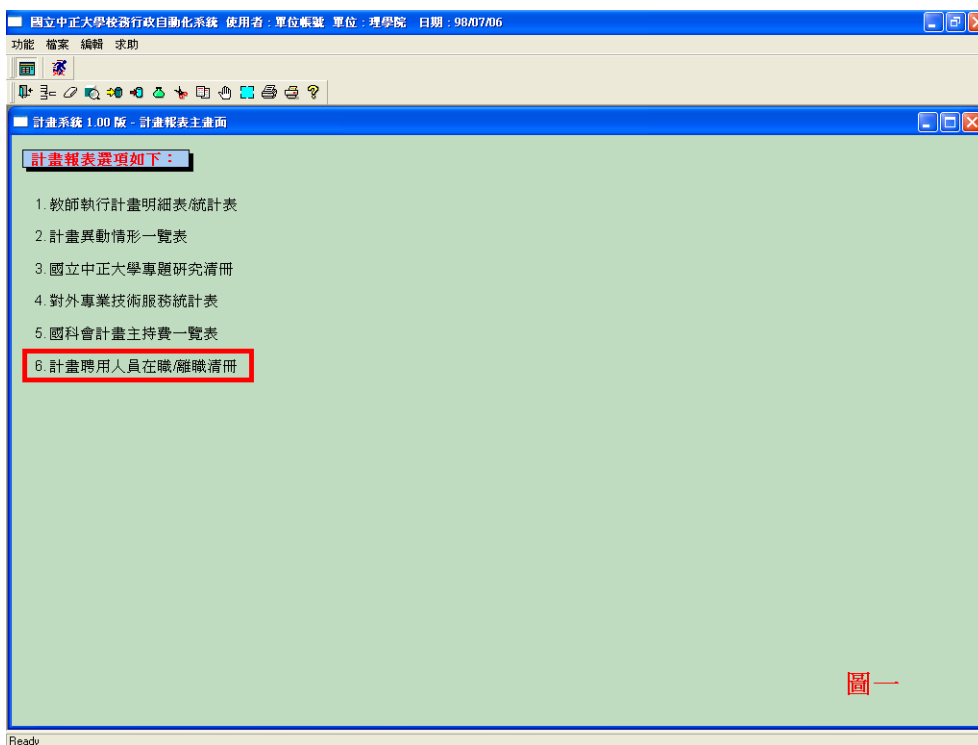 國立中正大學校務行政自動化系統 使用者：單位帳號 單位：理學院 日期：98/07/06
功能 檔案 編輯 求助
計畫系統 1.00 版 - 計畫報表主畫面
計畫報表選項如下：
1.教師執行計畫明細表/統計表
2.計畫異動情形一覽表
3.國立中正大學專題研究清冊
4.對外專業技術服務統計表
5.國科會計畫主持費一覽表
6.計畫聘用人員在職/離職清冊
圖一
Ready